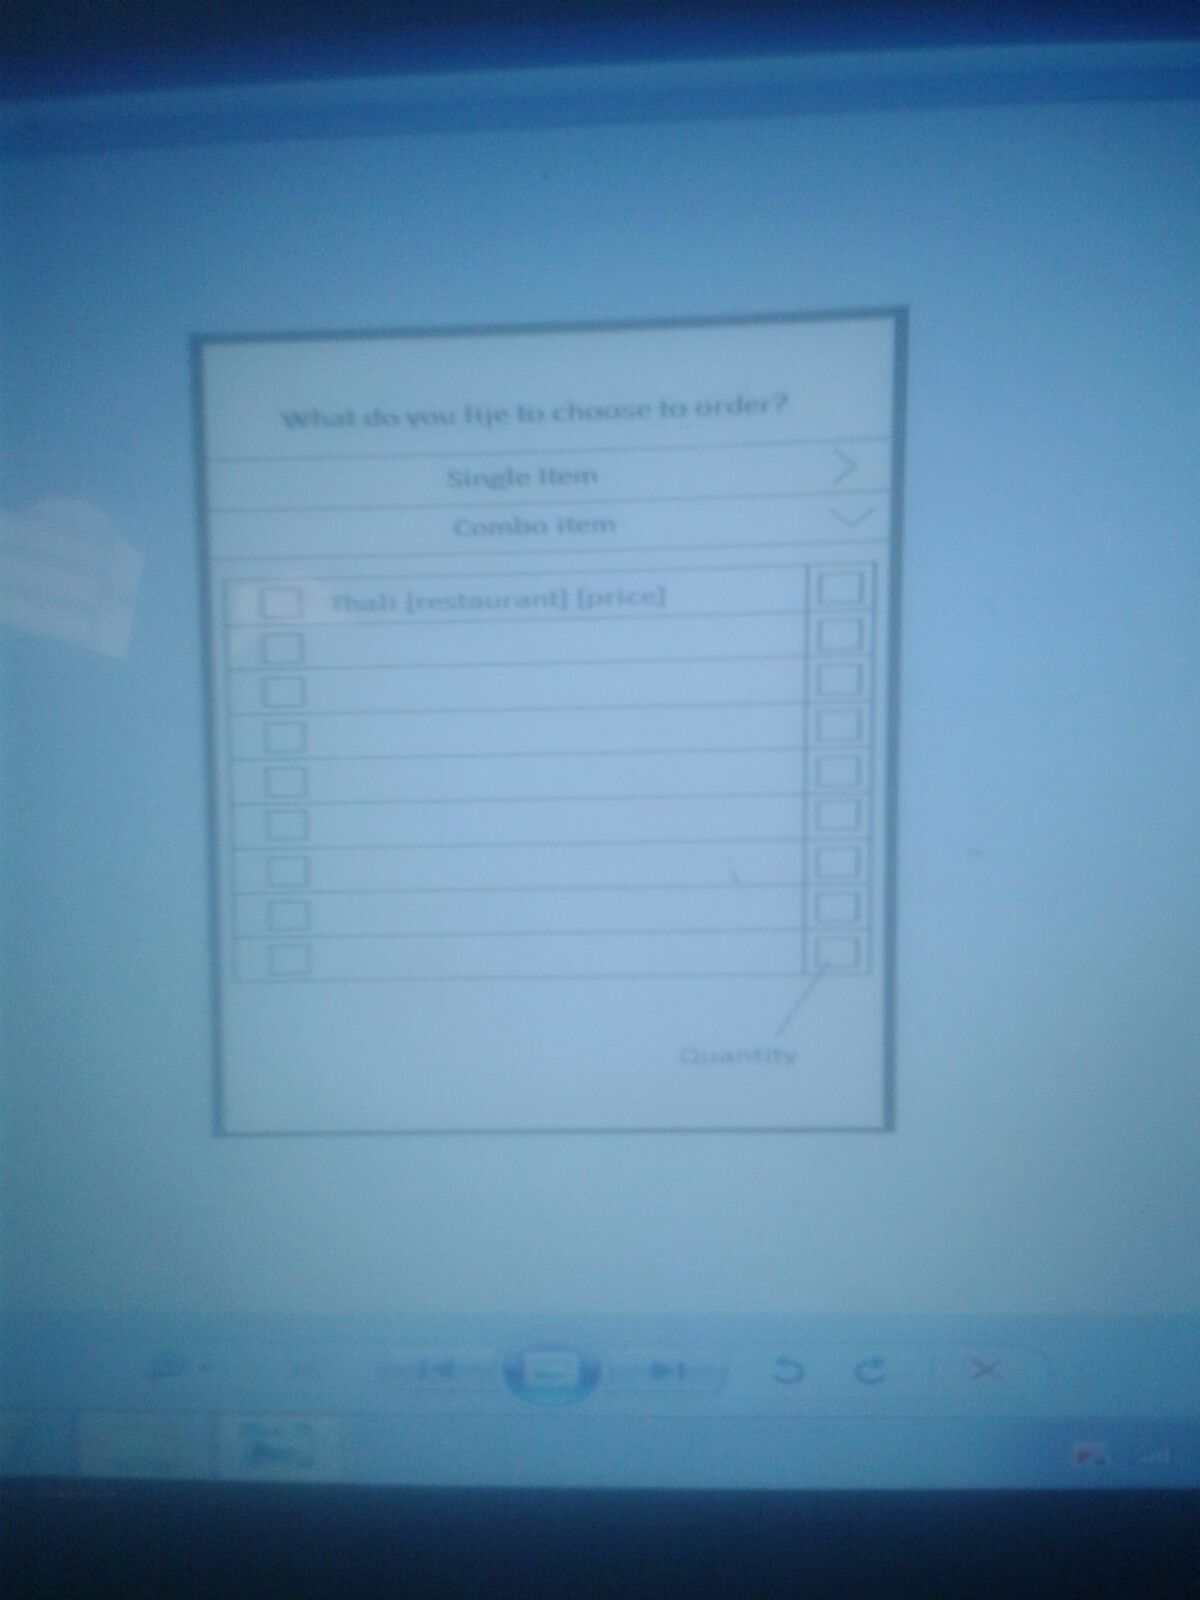 What do you lije to choose to order?
Single Item
Combo item
Thali [restaurant] [price]
Quantity